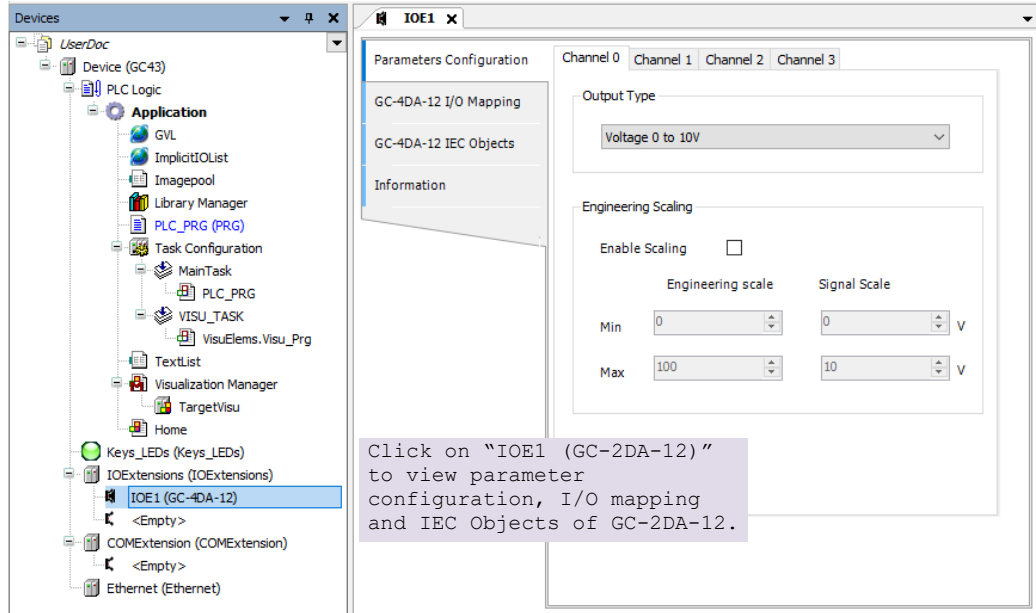 Devices
UserDoc
Device (GC43)
PLC Logic
Application
GVL
ImplicitIOList
Imagepool
Library Manager
PLC_PRG (PRG)
Task Configuration
MainTask
PLC_PRG
VISU_TASK
VisuElems.Visu_Prg
TextList
Visualization Manager
TargetVisu
Home
Keys_LEDs (Keys_LEDs)
IOExtensions (IOExtensions)
IOE1 (GC-4DA-12)
<Empty>
COMExtension (COMExtension)
<Empty>
Ethernet (Ethernet)
IOE1
Parameters Configuration
GC-4DA-12 I/O Mapping
GC-4DA-12 IEC Objects
Information
Channel 0 Channel 1 Channel 2 Channel 3
Output Type
Voltage 0 to 10V
Engineering Scaling
Enable Scaling
Engineering scale Signal Scale
Min 0 0 V
Max 100 10 V
Click on “IOE1 (GC-2DA-12)”
to view parameter
configuration, I/O mapping
and IEC Objects of GC-2DA-12.